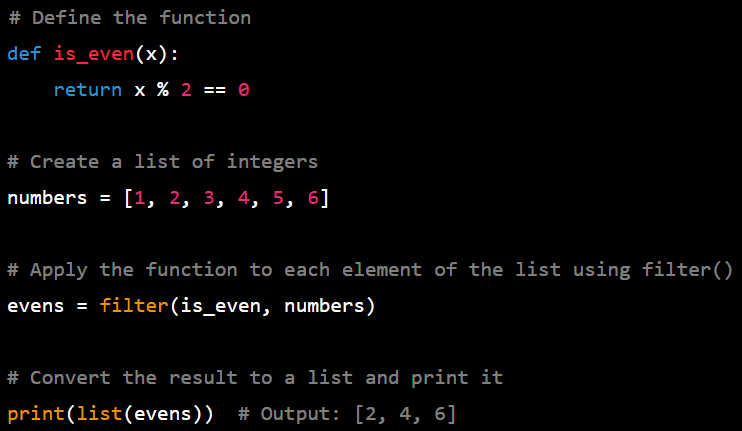 # Define the function
def is_even(x):
    return x % 2 == 0
# Create a list of integers
numbers = [1, 2, 3, 4, 5, 6]
# Apply the function to each element of the list using filter()
evens = filter(is_even, numbers)
# Convert the result to a list and print it
print(list(evens))  # Output: [2, 4, 6]